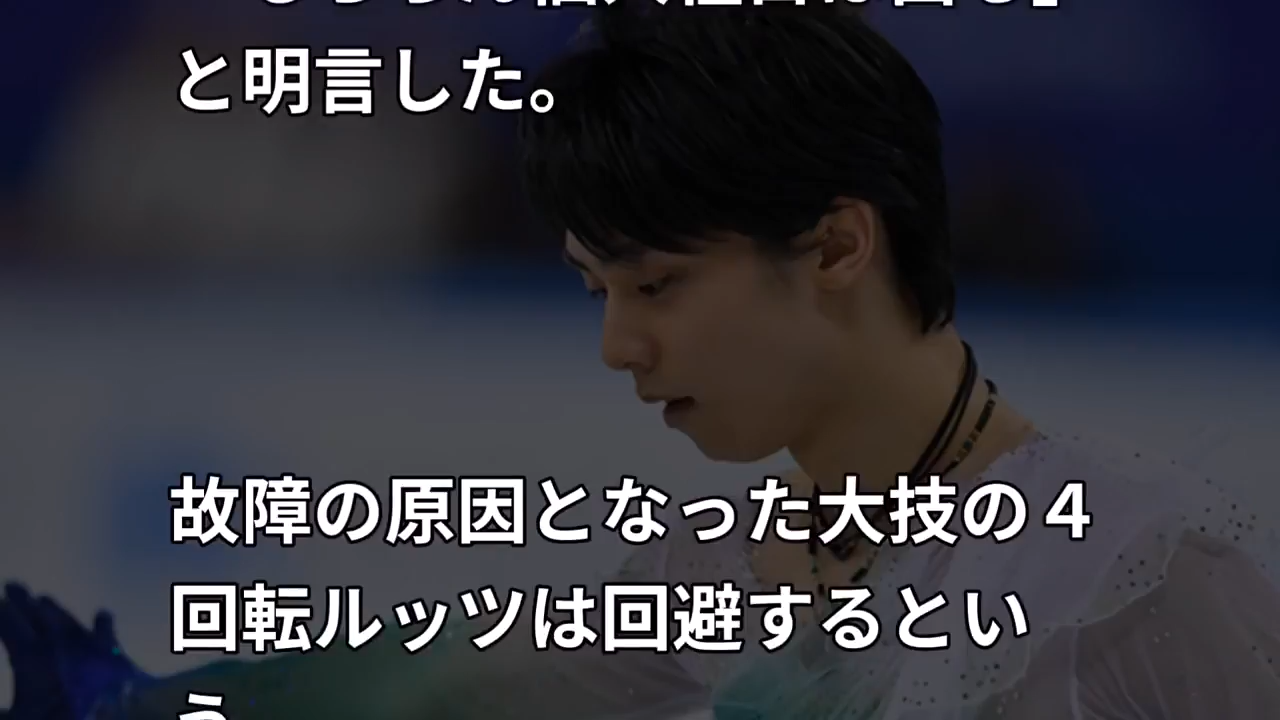 と明言した。
故障の原因となった大技の４
回転ルッツは回避するとい
う